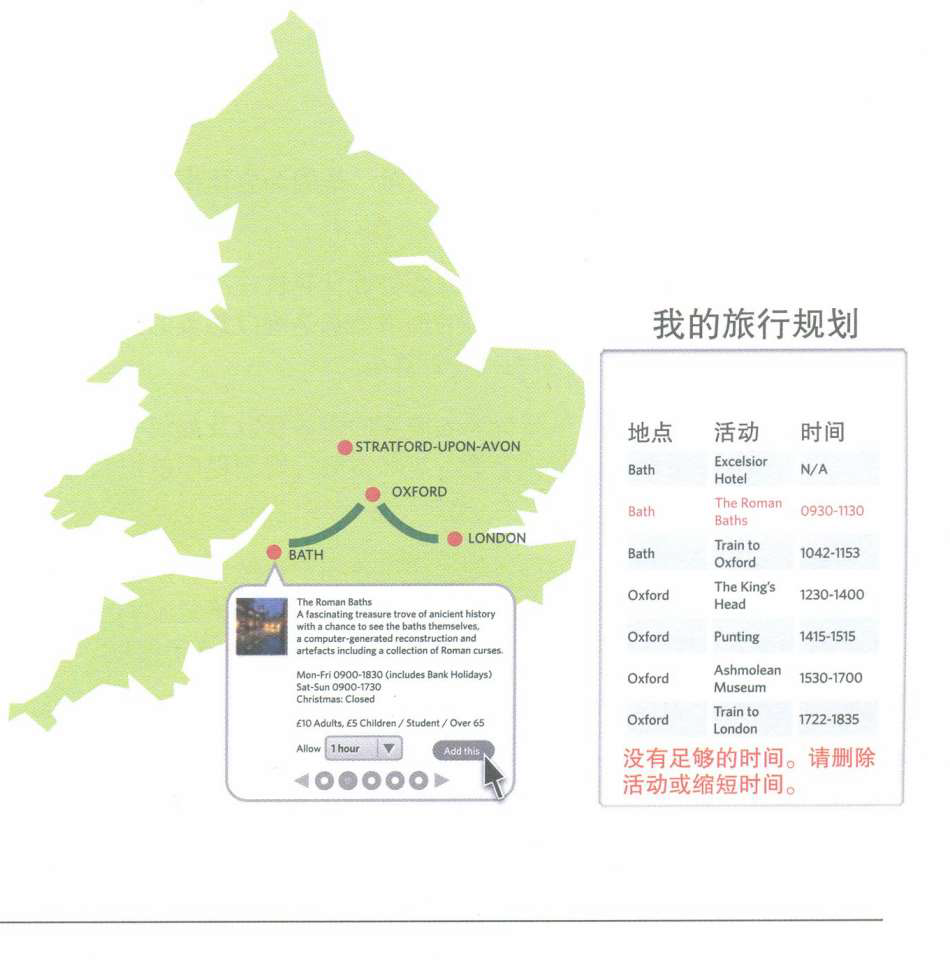 STRATFORD-UPON-AVON
OXFORD
LONDON
BATH
The Roman Baths
A fascinating treasure trove of anicient history
with a chance to see the baths themselves,
a computer-generated reconstruction and
artefacts including a collection of Roman curses.
Mon-Fri 0900-1830 (includes Bank Holidays)
Sat-Sun 0900-1730
Christmas: Closed
£10 Adults, £5 Children / Student / Over 65
Allow 1 hour Add this
我的旅行规划
地点 活动 时间
Bath Excelsior Hotel N/A
Bath The Roman Baths 0930-1130
Bath Train to Oxford 1042-1153
Oxford The King's Head 1230-1400
Oxford Punting 1415-1515
Oxford Ashmolean Museum 1530-1700
Oxford Train to London 1722-1835
没有足够的时间。请删除
活动或缩短时间。